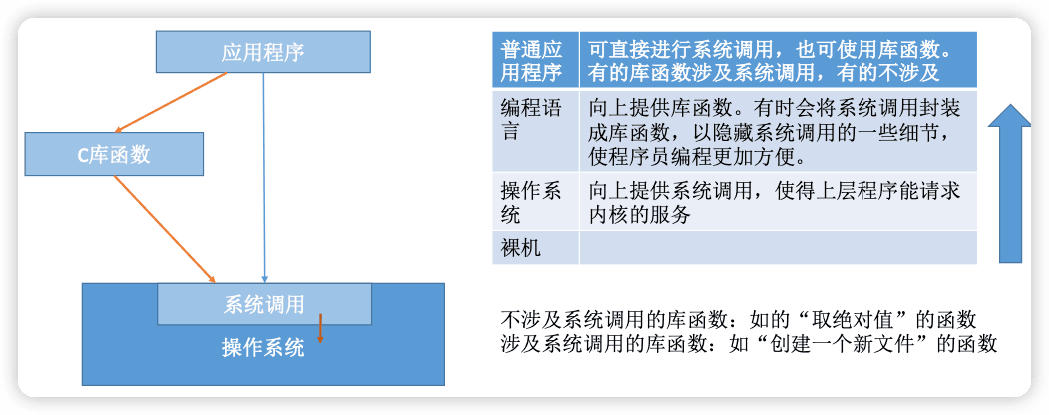 应用程序
C库函数
系统调用
操作系统
普通应
用程序
可直接进行系统调用，也可使用库函数。
有的库函数涉及系统调用，有的不涉及
编程语
言
向上提供库函数。有时会将系统调用封装
成库函数，以隐藏系统调用的一些细节，
使程序员编程更加方便。
操作系
统
向上提供系统调用，使得上层程序能请求
内核的服务
裸机
不涉及系统调用的库函数：如的“取绝对值”的函数
涉及系统调用的库函数：如“创建一个新文件”的函数